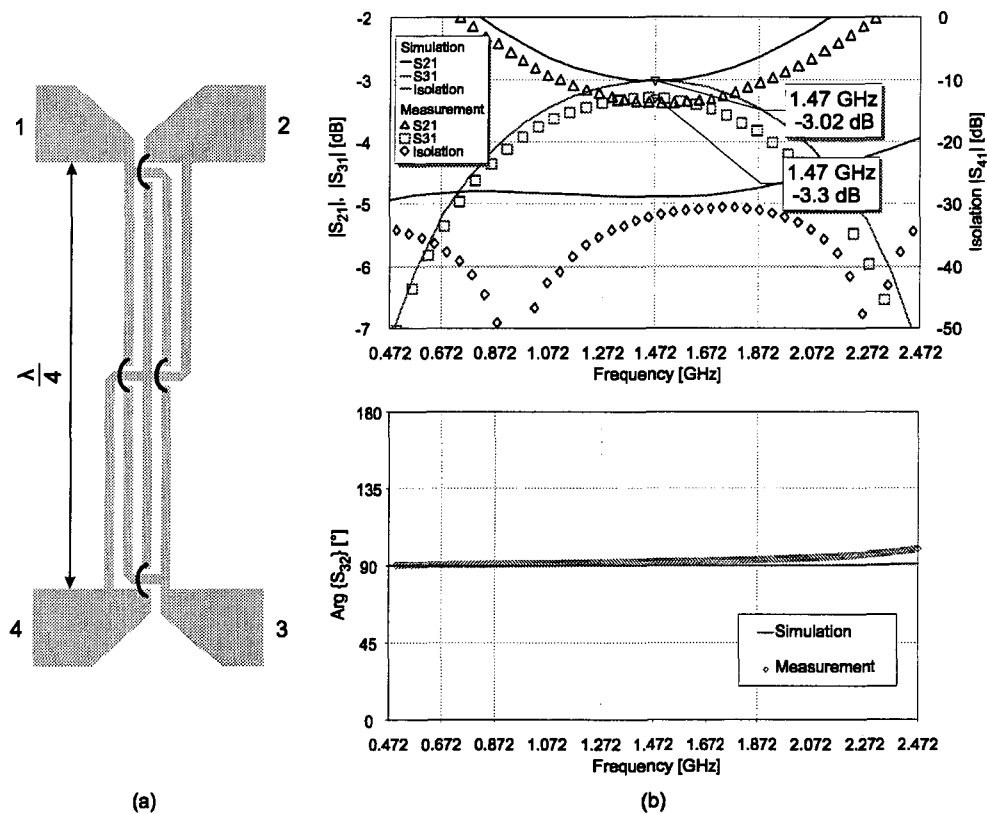 1
2
λ
4
4
3
(a)
-2
-3
-4
-5
-6
-7
|S21|, |S31| [dB]
Simulation
S21
S31
Isolation
Measurement
S21
S31
Isolation
1.47 GHz
-3.02 dB
1.47 GHz
-3.3 dB
0
-10
-20
-30
-40
-50
Isolation |S41| [dB]
0.472 0.672 0.872 1.072 1.272 1.472 1.672 1.872 2.072 2.272 2.472
Frequency [GHz]
180
135
90
45
0
Arg {S32} [°]
Simulation
Measurement
0.472 0.672 0.872 1.072 1.272 1.472 1.672 1.872 2.072 2.272 2.472
Frequency [GHz]
(b)